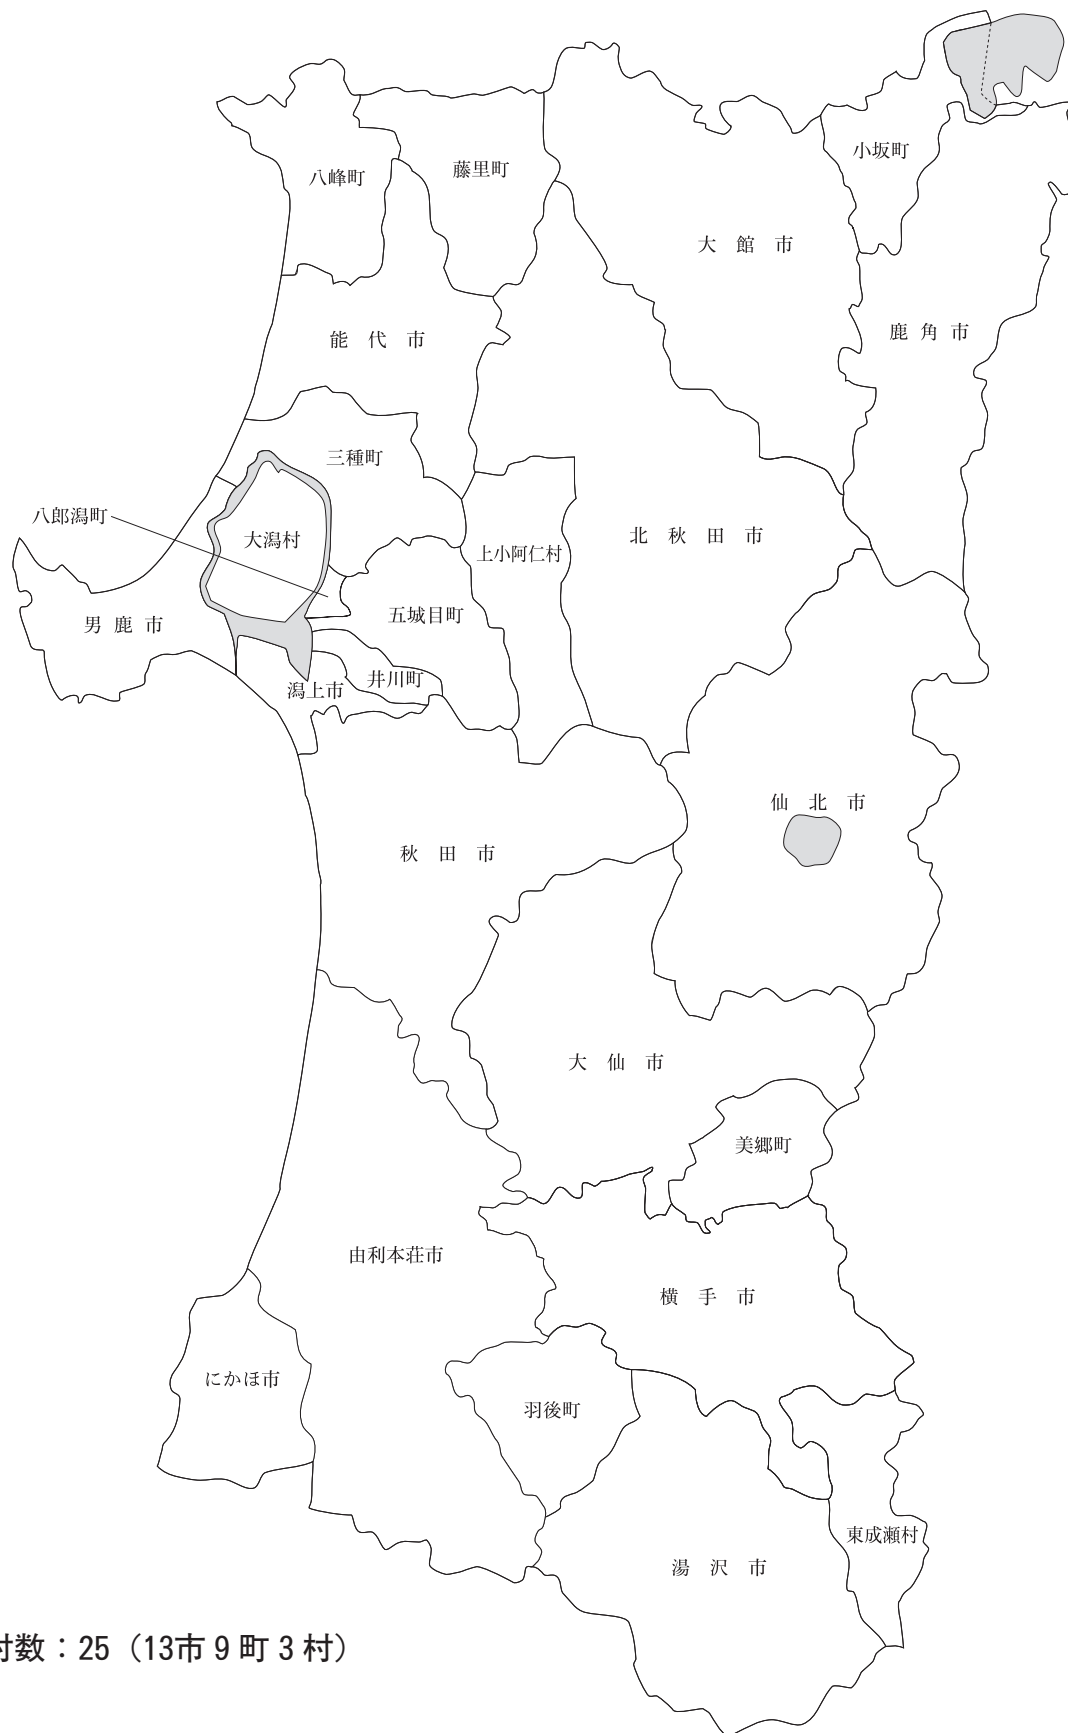 小坂町
八峰町
藤里町
大館市
能代市
鹿角市
三種町
八郎潟町
大潟村
北秋田市
上小阿仁村
男鹿市
五城目町
潟上市
井川町
仙北市
秋田市
大仙市
美郷町
由利本荘市
横手市
にかほ市
羽後町
東成瀬村
湯沢市
村数：25（13市9町3村）